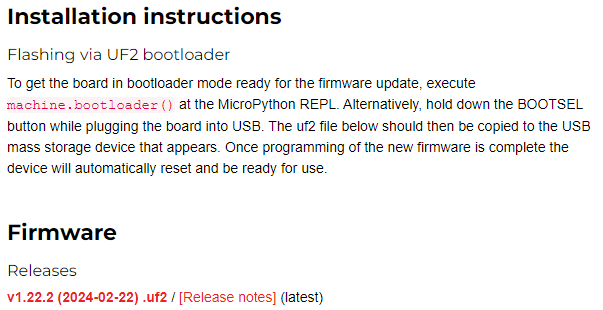 Installation instructions
Flashing via UF2 bootloader
To get the board in bootloader mode ready for the firmware update, execute
machine.bootloader() at the MicroPython REPL. Alternatively, hold down the BOOTSEL
button while plugging the board into USB. The uf2 file below should then be copied to the USB
mass storage device that appears. Once programming of the new firmware is complete the
device will automatically reset and be ready for use.
Firmware
Releases
v1.22.2 (2024-02-22) .uf2 / [Release notes] (latest)